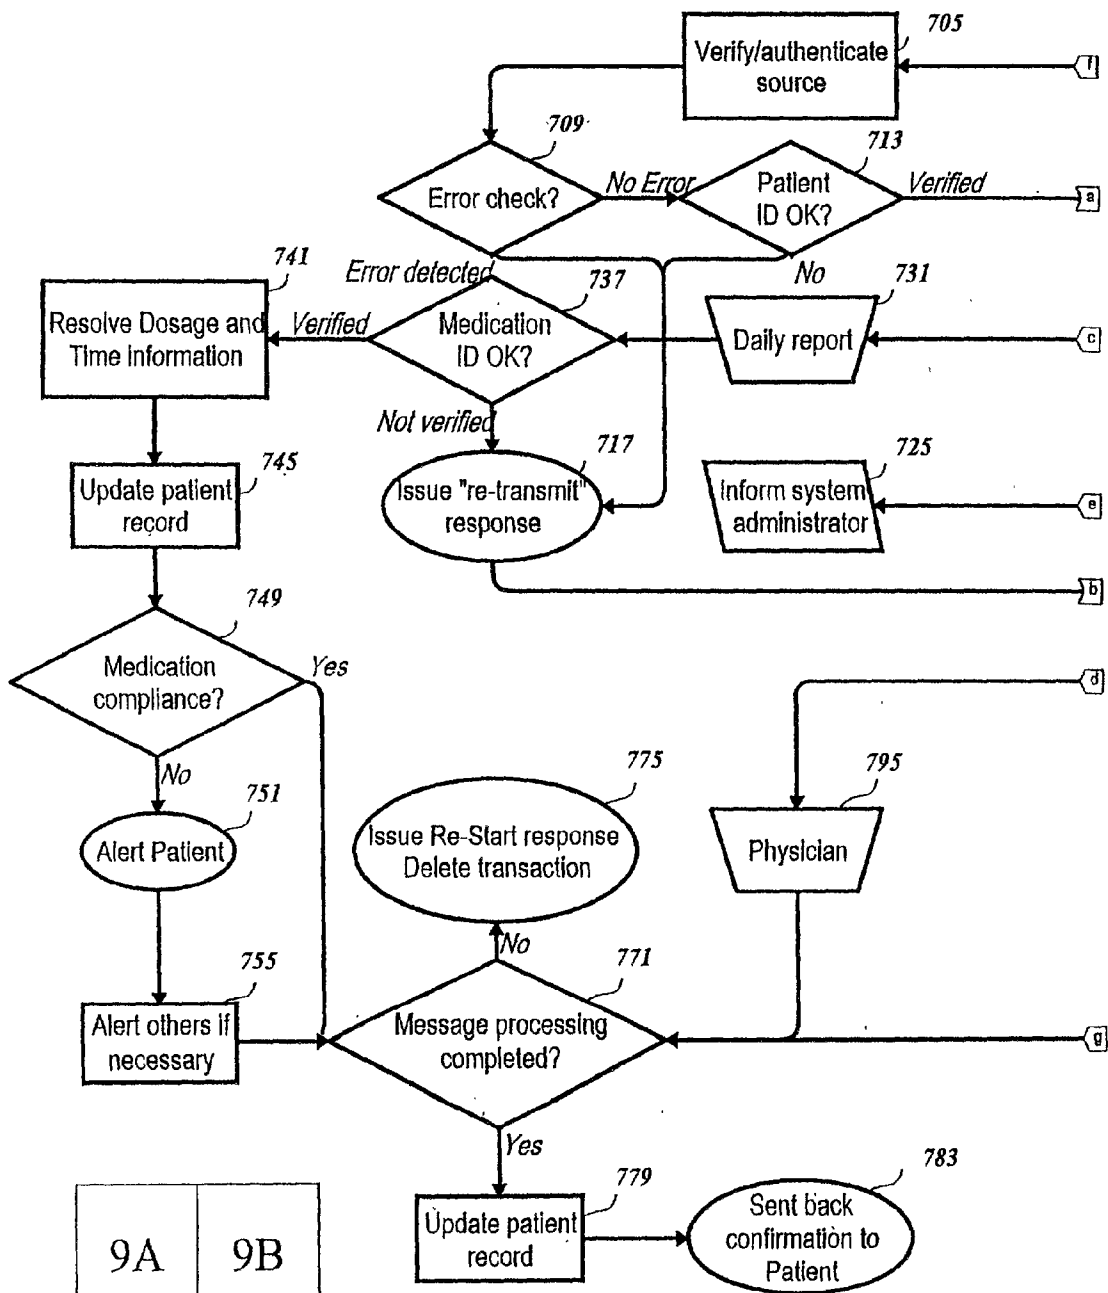 705
Verify/authenticate
source
f
709
713
Error check?
No Error
Patient
ID OK?
Verified
a
741
Error detected
737
No
731
Resolve Dosage and
Time Information
Verified
Medication
ID OK?
Daily report
c
Not verified
717
725
745
Update patient
record
Issue "re-transmit"
response
Inform system
administrator
e
b
749
Medication
compliance?
Yes
d
No
775
795
751
Alert Patient
Issue Re-Start response
Delete transaction
Physician
No
771
755
Alert others if
necessary
Message processing
completed?
g
Yes
779
783
9A
9B
Update patient
record
Sent back
confirmation to
Patient